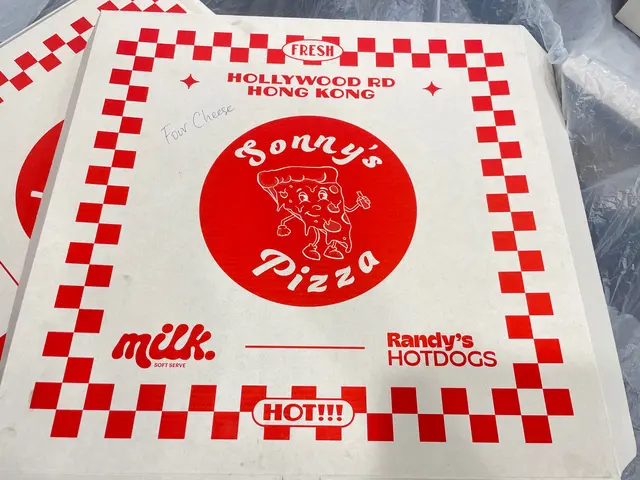 FRESH
HOLLYWOOD RD
HONG KONG
Four Cheese
Sonny's
Pizza
milk.
SOFT SERVE
Randy's
HOTDOGS
HOT!!!